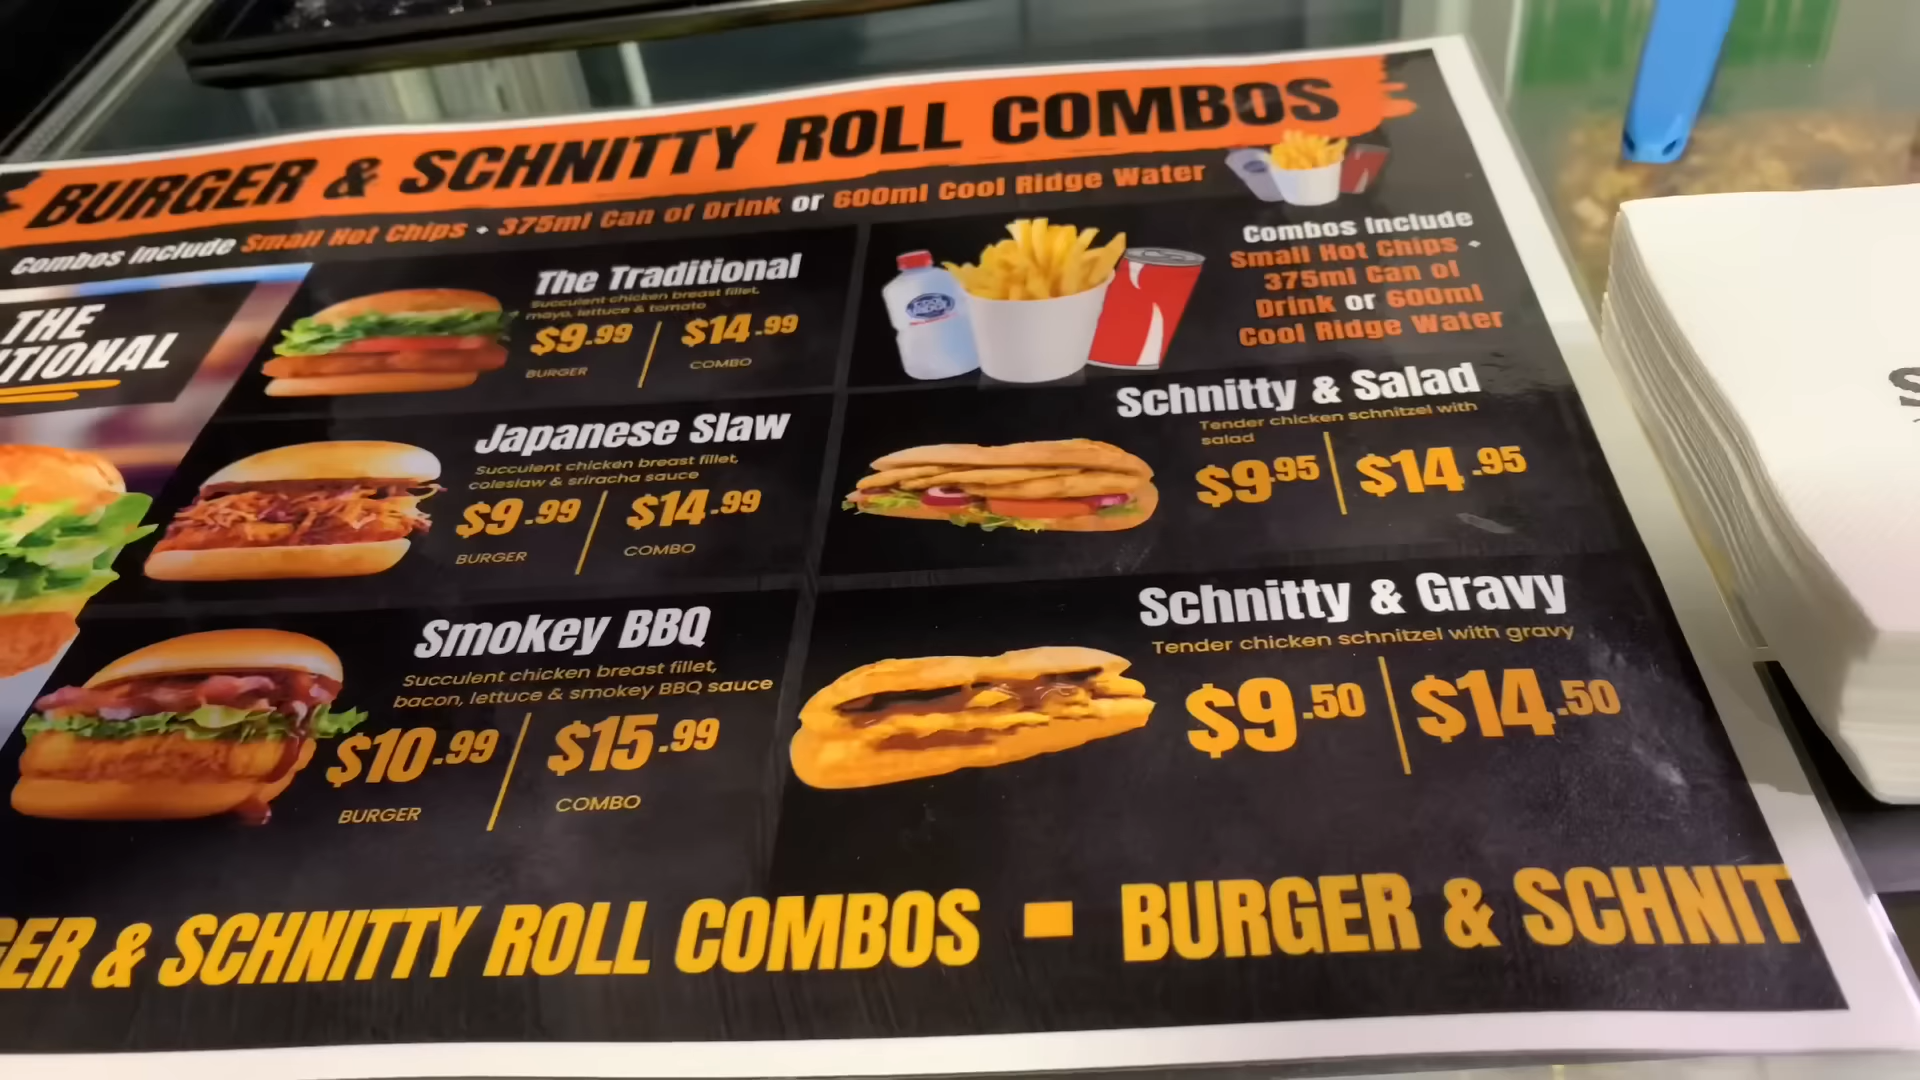 BURGER & SCHNITTY ROLL COMBOS
Combos Include Small Hot Chips + 375ml Can of Drink or 600ml Cool Ridge Water
THE
ITIONAL
The Traditional
Succulent chicken breast fillet,
mayo, lettuce & tomato
$9.99 $14.99
BURGER COMBO
Japanese Slaw
Succulent chicken breast fillet,
coleslaw & sriracha sauce
$9.99 $14.99
BURGER COMBO
Smokey BBQ
Succulent chicken breast fillet,
bacon, lettuce & smokey BBQ sauce
$10.99 $15.99
BURGER COMBO
Combos Include
Small Hot Chips +
375ml Can of
Drink or 600ml
Cool Ridge Water
Schnitty & Salad
Tender chicken schnitzel with
salad
$9.95 $14.95
Schnitty & Gravy
Tender chicken schnitzel with gravy
$9.50 $14.50
GER & SCHNITTY ROLL COMBOS ▪ BURGER & SCHNIT